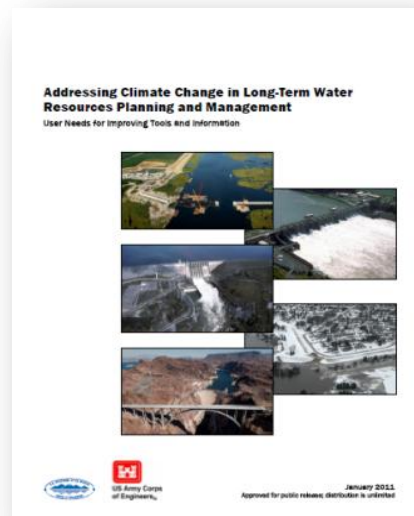 Addressing Climate Change in Long-Term Water
Resources Planning and Management
User Needs for Improving Tools and Information
US Army Corps
of Engineers®
January 2011
Approved for public release; distribution is unlimited